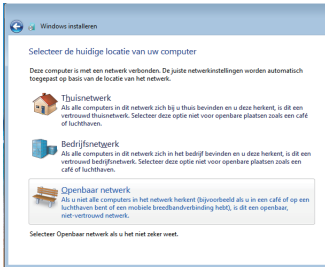 Windows installeren
Selecteer de huidige locatie van uw computer
Deze computer is met een netwerk verbonden. De juiste netwerkinstellingen worden automatisch
toegepast op basis van de locatie van het netwerk.
Thuisnetwerk
Als alle computers in dit netwerk zich bij u thuis bevinden en u deze herkent, is dit een
vertrouwd thuisnetwerk. Selecteer deze optie niet voor openbare plaatsen zoals een café
of luchthaven.
Bedrijfsnetwerk
Als alle computers in dit netwerk zich in het bedrijf bevinden en u deze herkent, is dit een
vertrouwd bedrijfsnetwerk. Selecteer deze optie niet voor openbare plaatsen zoals een
café of luchthaven.
Openbaar netwerk
Als u niet alle computers in het netwerk herkent (bijvoorbeeld als u in een café of op een
luchthaven bent of een mobiele breedbandverbinding hebt), is dit een openbaar,
niet-vertrouwd netwerk.
Selecteer Openbaar netwerk als u het niet zeker weet.